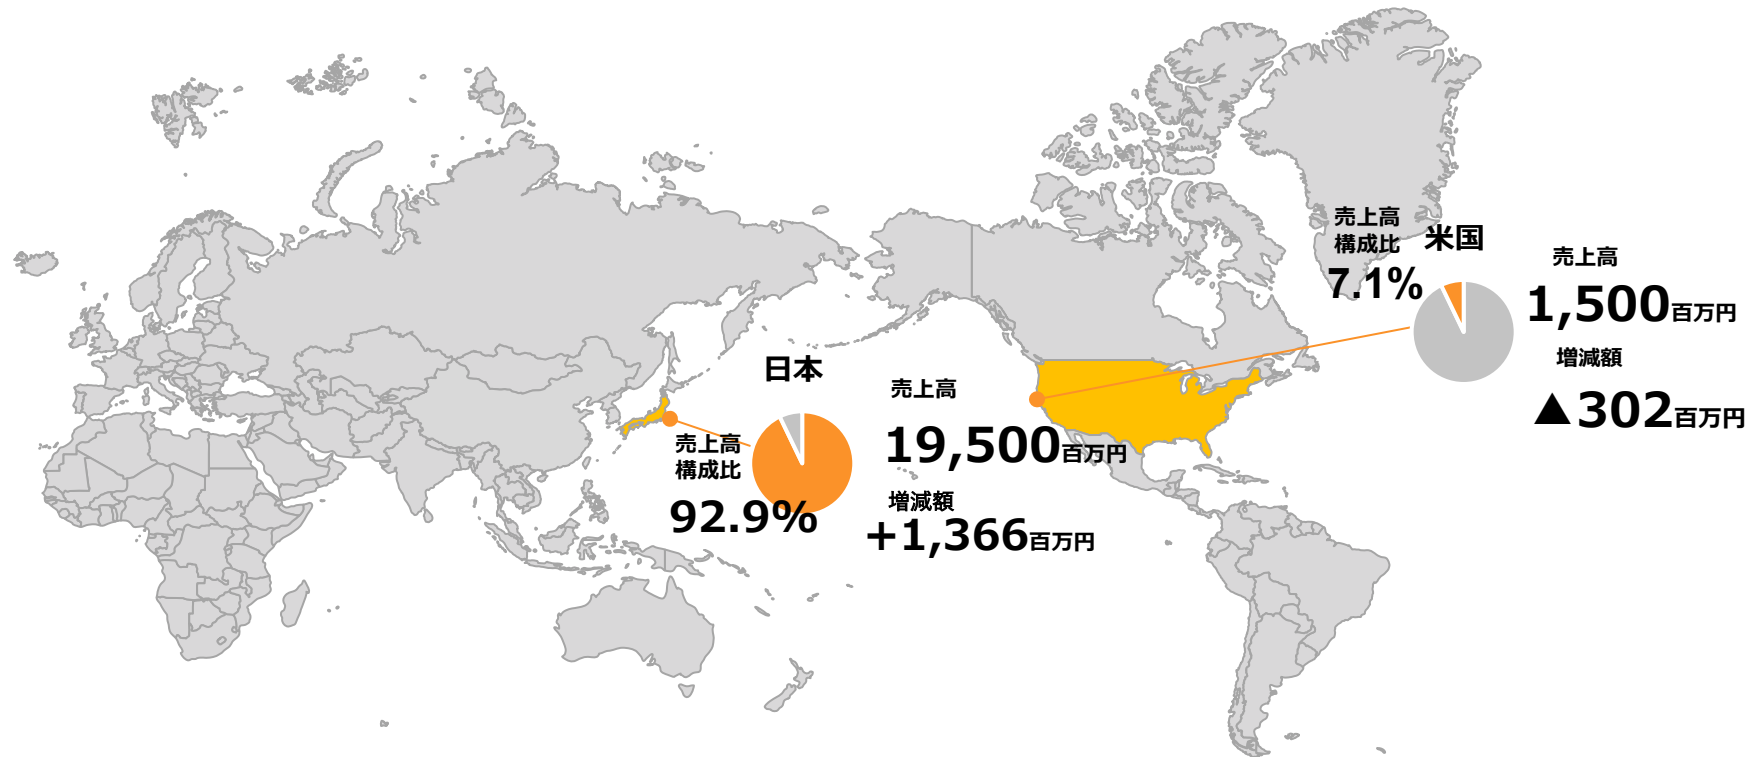 日本
売上高
構成比
92.9%
売上高
19,500百万円
増減額
+1,366百万円
米国
売上高
構成比
7.1%
売上高
1,500百万円
増減額
▲302百万円